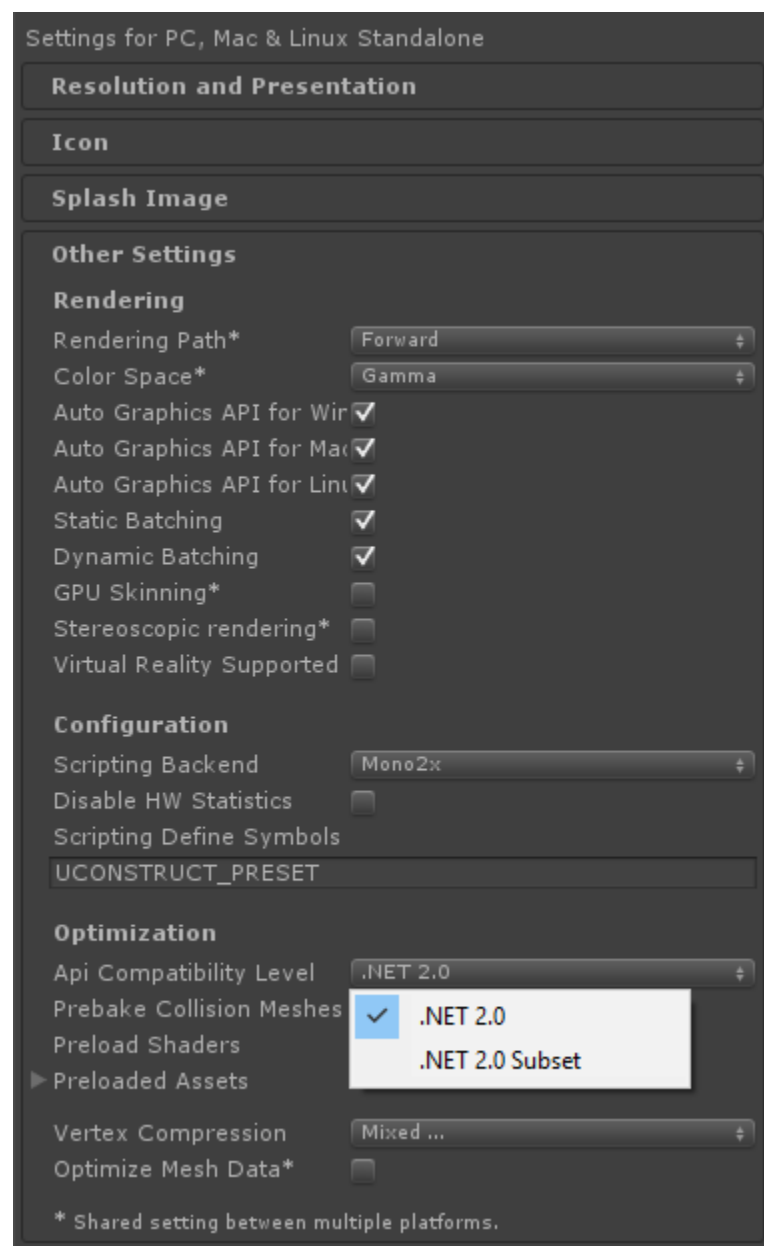 Settings for PC, Mac & Linux Standalone
Resolution and Presentation
Icon
Splash Image
Other Settings
Rendering
Rendering Path* Forward
Color Space* Gamma
Auto Graphics API for Win
Auto Graphics API for Mac
Auto Graphics API for Linu
Static Batching
Dynamic Batching
GPU Skinning*
Stereoscopic rendering*
Virtual Reality Supported
Configuration
Scripting Backend Mono2x
Disable HW Statistics
Scripting Define Symbols
UCONSTRUCT_PRESET
Optimization
Api Compatibility Level .NET 2.0
Prebake Collision Meshes .NET 2.0
Preload Shaders .NET 2.0 Subset
Preloaded Assets
Vertex Compression Mixed ...
Optimize Mesh Data*
* Shared setting between multiple platforms.